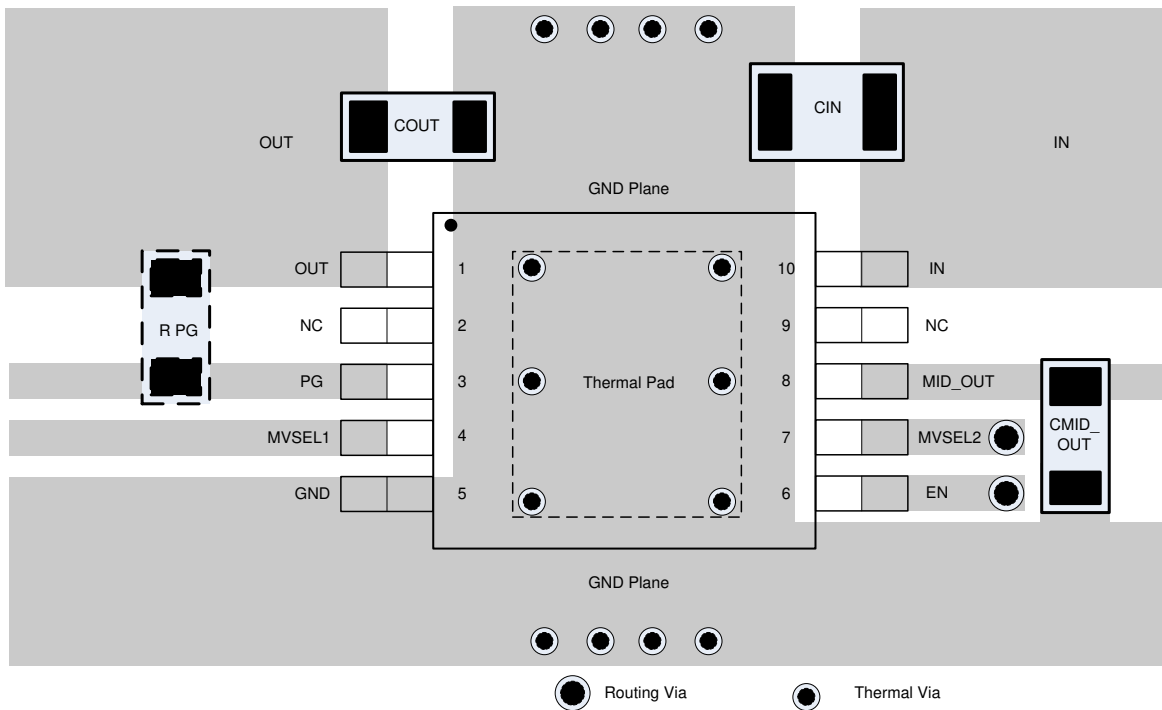 COUT
CIN
OUT
IN
GND Plane
OUT
1
10
IN
R PG
NC
2
9
NC
PG
3
Thermal Pad
8
MID_OUT
MVSEL1
4
7
MVSEL2
CMID_
OUT
GND
5
6
EN
GND Plane
Routing Via
Thermal Via